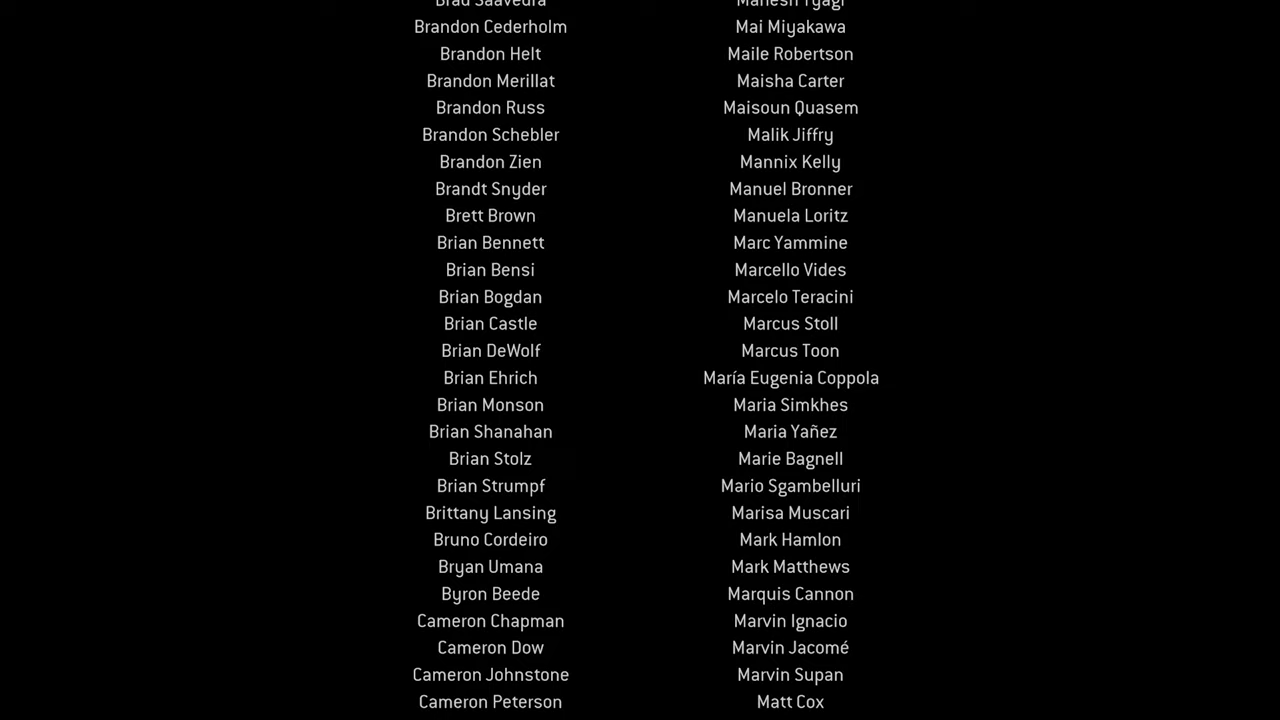 Brad Saavedra
Brandon Cederholm
Brandon Helt
Brandon Merillat
Brandon Russ
Brandon Schebler
Brandon Zien
Brandt Snyder
Brett Brown
Brian Bennett
Brian Bensi
Brian Bogdan
Brian Castle
Brian DeWolf
Brian Ehrich
Brian Monson
Brian Shanahan
Brian Stolz
Brian Strumpf
Brittany Lansing
Bruno Cordeiro
Bryan Umana
Byron Beede
Cameron Chapman
Cameron Dow
Cameron Johnstone
Cameron Peterson
Mahesh Tyagi
Mai Miyakawa
Maile Robertson
Maisha Carter
Maisoun Quasem
Malik Jiffry
Mannix Kelly
Manuel Bronner
Manuela Loritz
Marc Yammine
Marcello Vides
Marcelo Teracini
Marcus Stoll
Marcus Toon
María Eugenia Coppola
Maria Simkhes
Maria Yañez
Marie Bagnell
Mario Sgambelluri
Marisa Muscari
Mark Hamlon
Mark Matthews
Marquis Cannon
Marvin Ignacio
Marvin Jacomé
Marvin Supan
Matt Cox